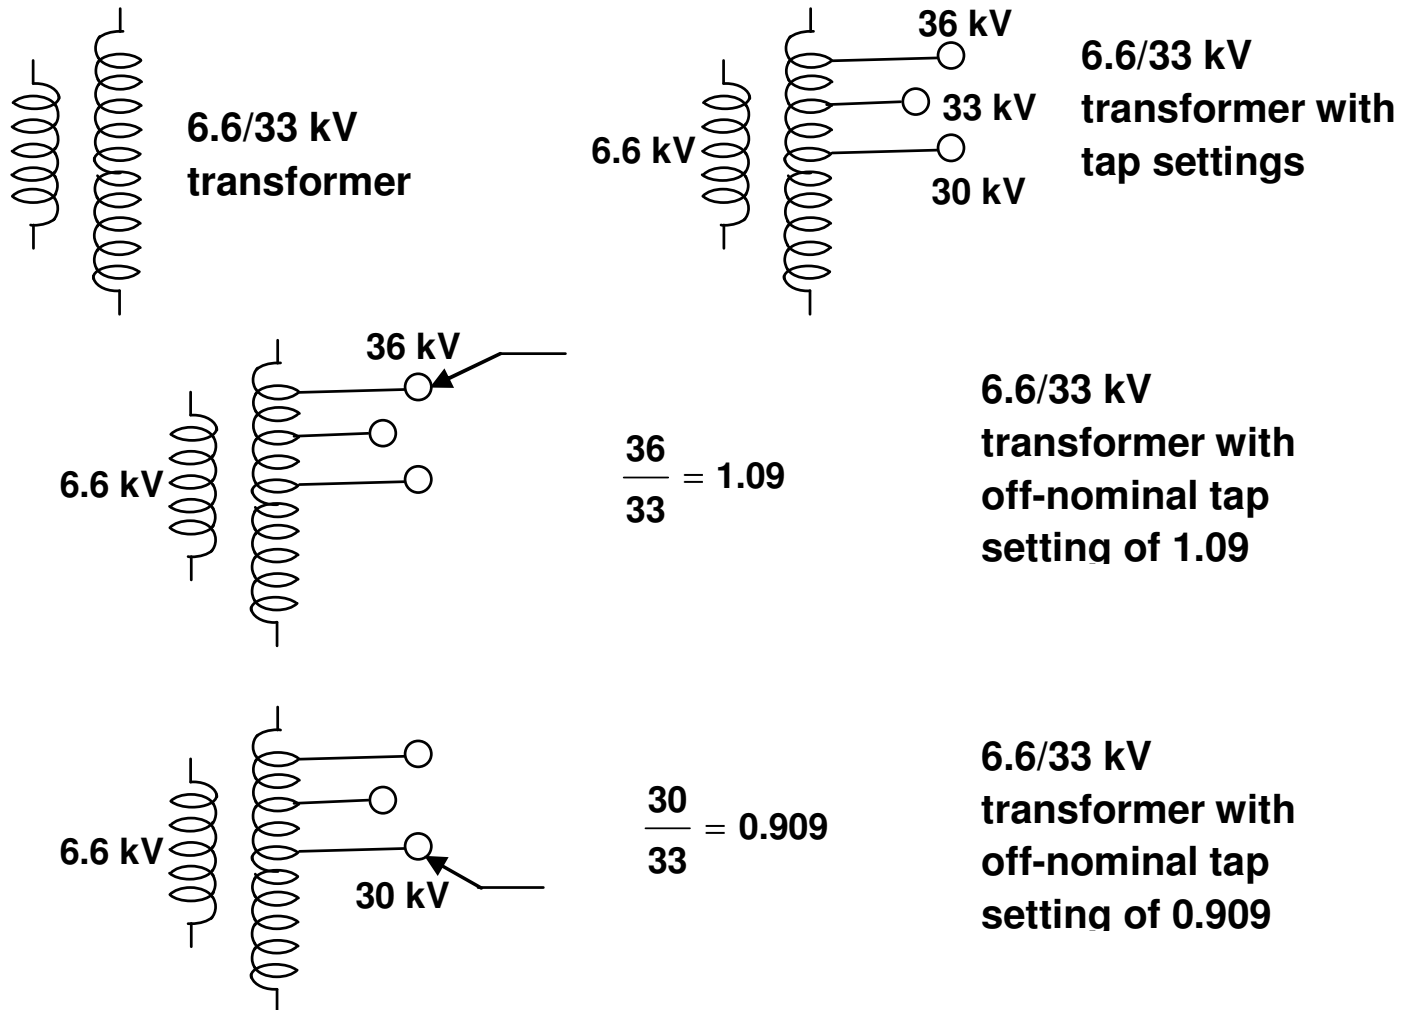 6.6/33 kV
transformer
36 kV
33 kV
6.6 kV
30 kV
6.6/33 kV
transformer with
tap settings
36 kV
6.6 kV
36
33
= 1.09
6.6/33 kV
transformer with
off-nominal tap
setting of 1.09
6.6 kV
30 kV
30
33
= 0.909
6.6/33 kV
transformer with
off-nominal tap
setting of 0.909